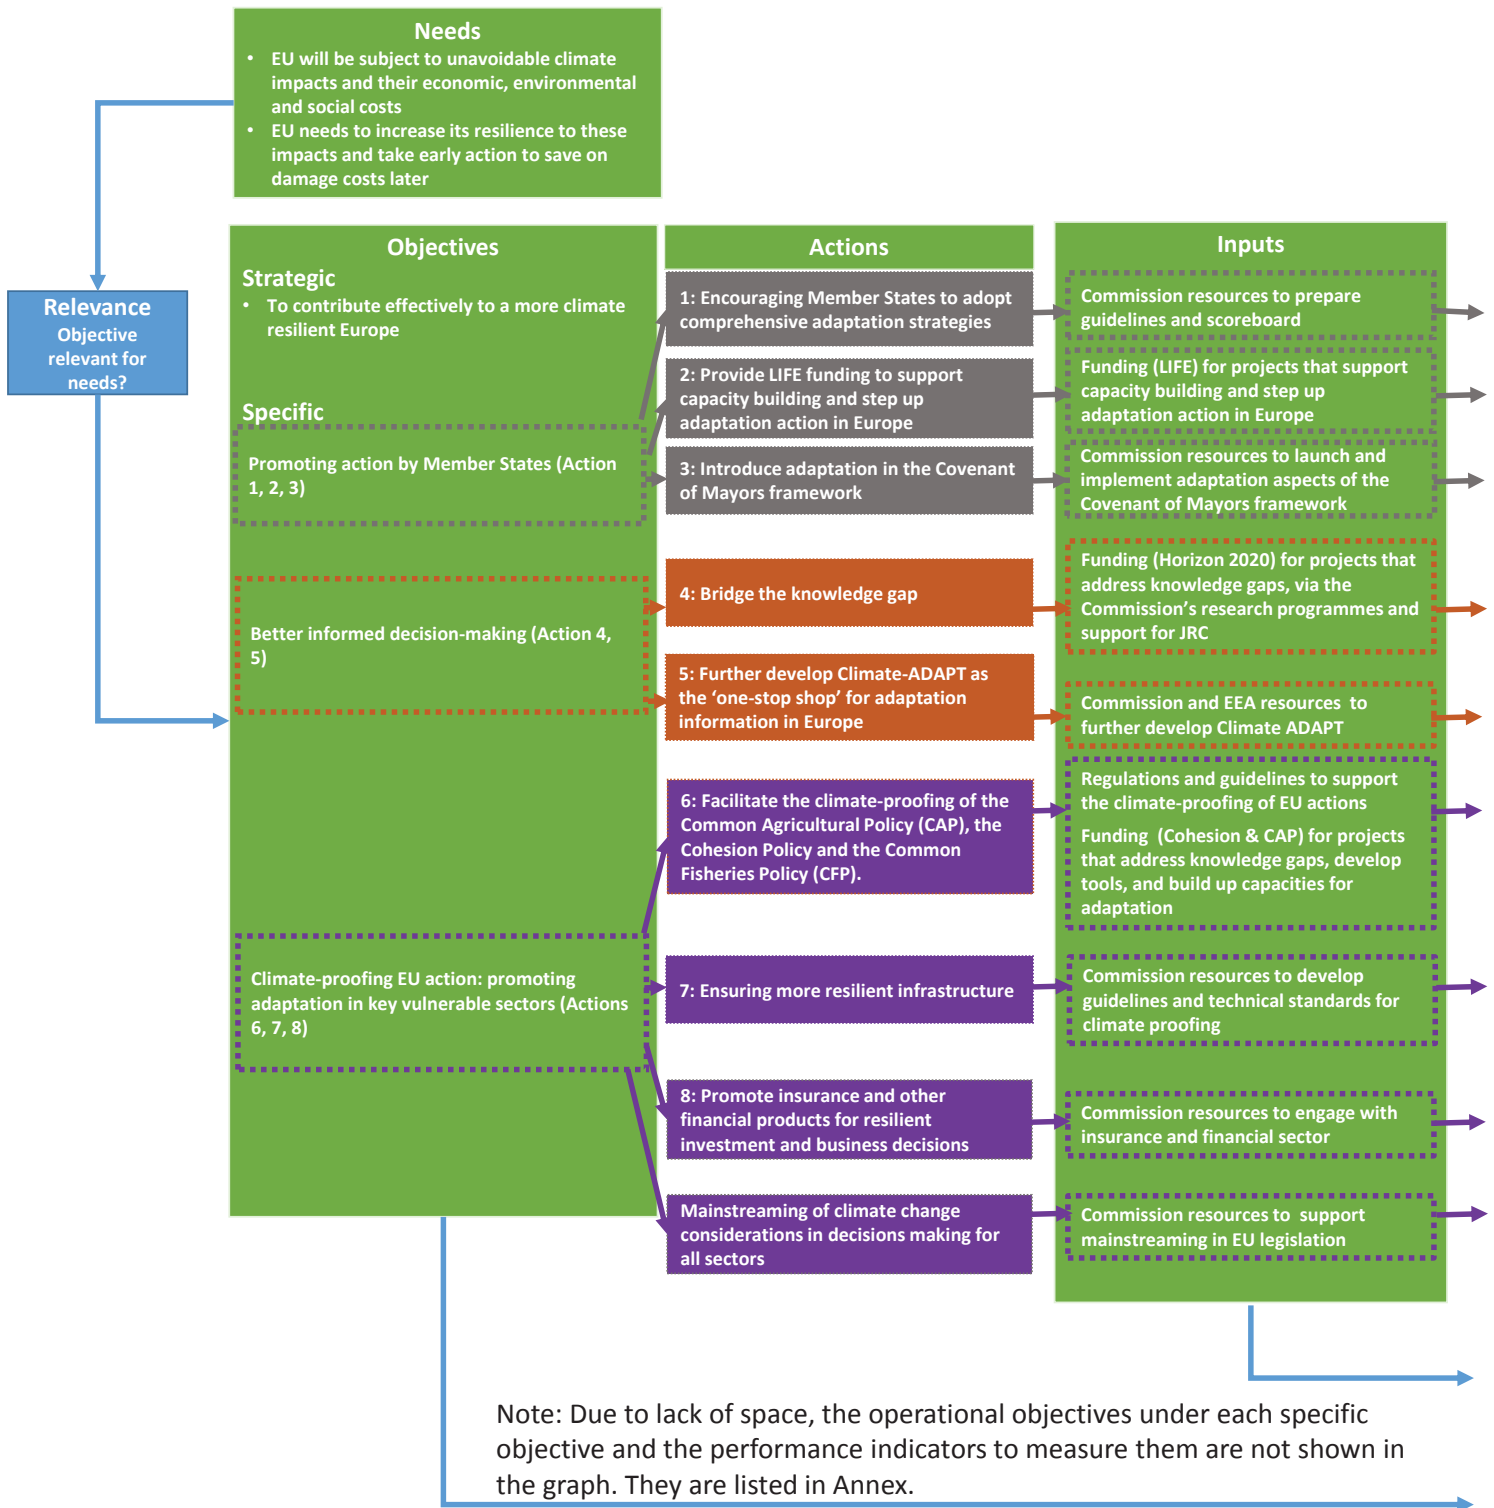 Needs
• EU will be subject to unavoidable climate
impacts and their economic, environmental
and social costs
• EU needs to increase its resilience to these
impacts and take early action to save on
damage costs later
Relevance
Objective
relevant for
needs?
Objectives
Strategic
• To contribute effectively to a more climate
resilient Europe
Specific
Promoting action by Member States (Action
1, 2, 3)
Better informed decision-making (Action 4,
5)
Climate-proofing EU action: promoting
adaptation in key vulnerable sectors (Actions
6, 7, 8)
Actions
1: Encouraging Member States to adopt
comprehensive adaptation strategies
2: Provide LIFE funding to support
capacity building and step up
adaptation action in Europe
3: Introduce adaptation in the Covenant
of Mayors framework
4: Bridge the knowledge gap
5: Further develop Climate-ADAPT as
the ‘one-stop shop’ for adaptation
information in Europe
6: Facilitate the climate-proofing of the
Common Agricultural Policy (CAP), the
Cohesion Policy and the Common
Fisheries Policy (CFP).
7: Ensuring more resilient infrastructure
8: Promote insurance and other
financial products for resilient
investment and business decisions
Mainstreaming of climate change
considerations in decisions making for
all sectors
Inputs
Commission resources to prepare
guidelines and scoreboard
Funding (LIFE) for projects that support
capacity building and step up
adaptation action in Europe
Commission resources to launch and
implement adaptation aspects of the
Covenant of Mayors framework
Funding (Horizon 2020) for projects that
address knowledge gaps, via the
Commission’s research programmes and
support for JRC
Commission and EEA resources to
further develop Climate ADAPT
Regulations and guidelines to support
the climate-proofing of EU actions
Funding (Cohesion & CAP) for projects
that address knowledge gaps, develop
tools, and build up capacities for
adaptation
Commission resources to develop
guidelines and technical standards for
climate proofing
Commission resources to engage with
insurance and financial sector
Commission resources to support
mainstreaming in EU legislation
Note: Due to lack of space, the operational objectives under each specific
objective and the performance indicators to measure them are not shown in
the graph. They are listed in Annex.